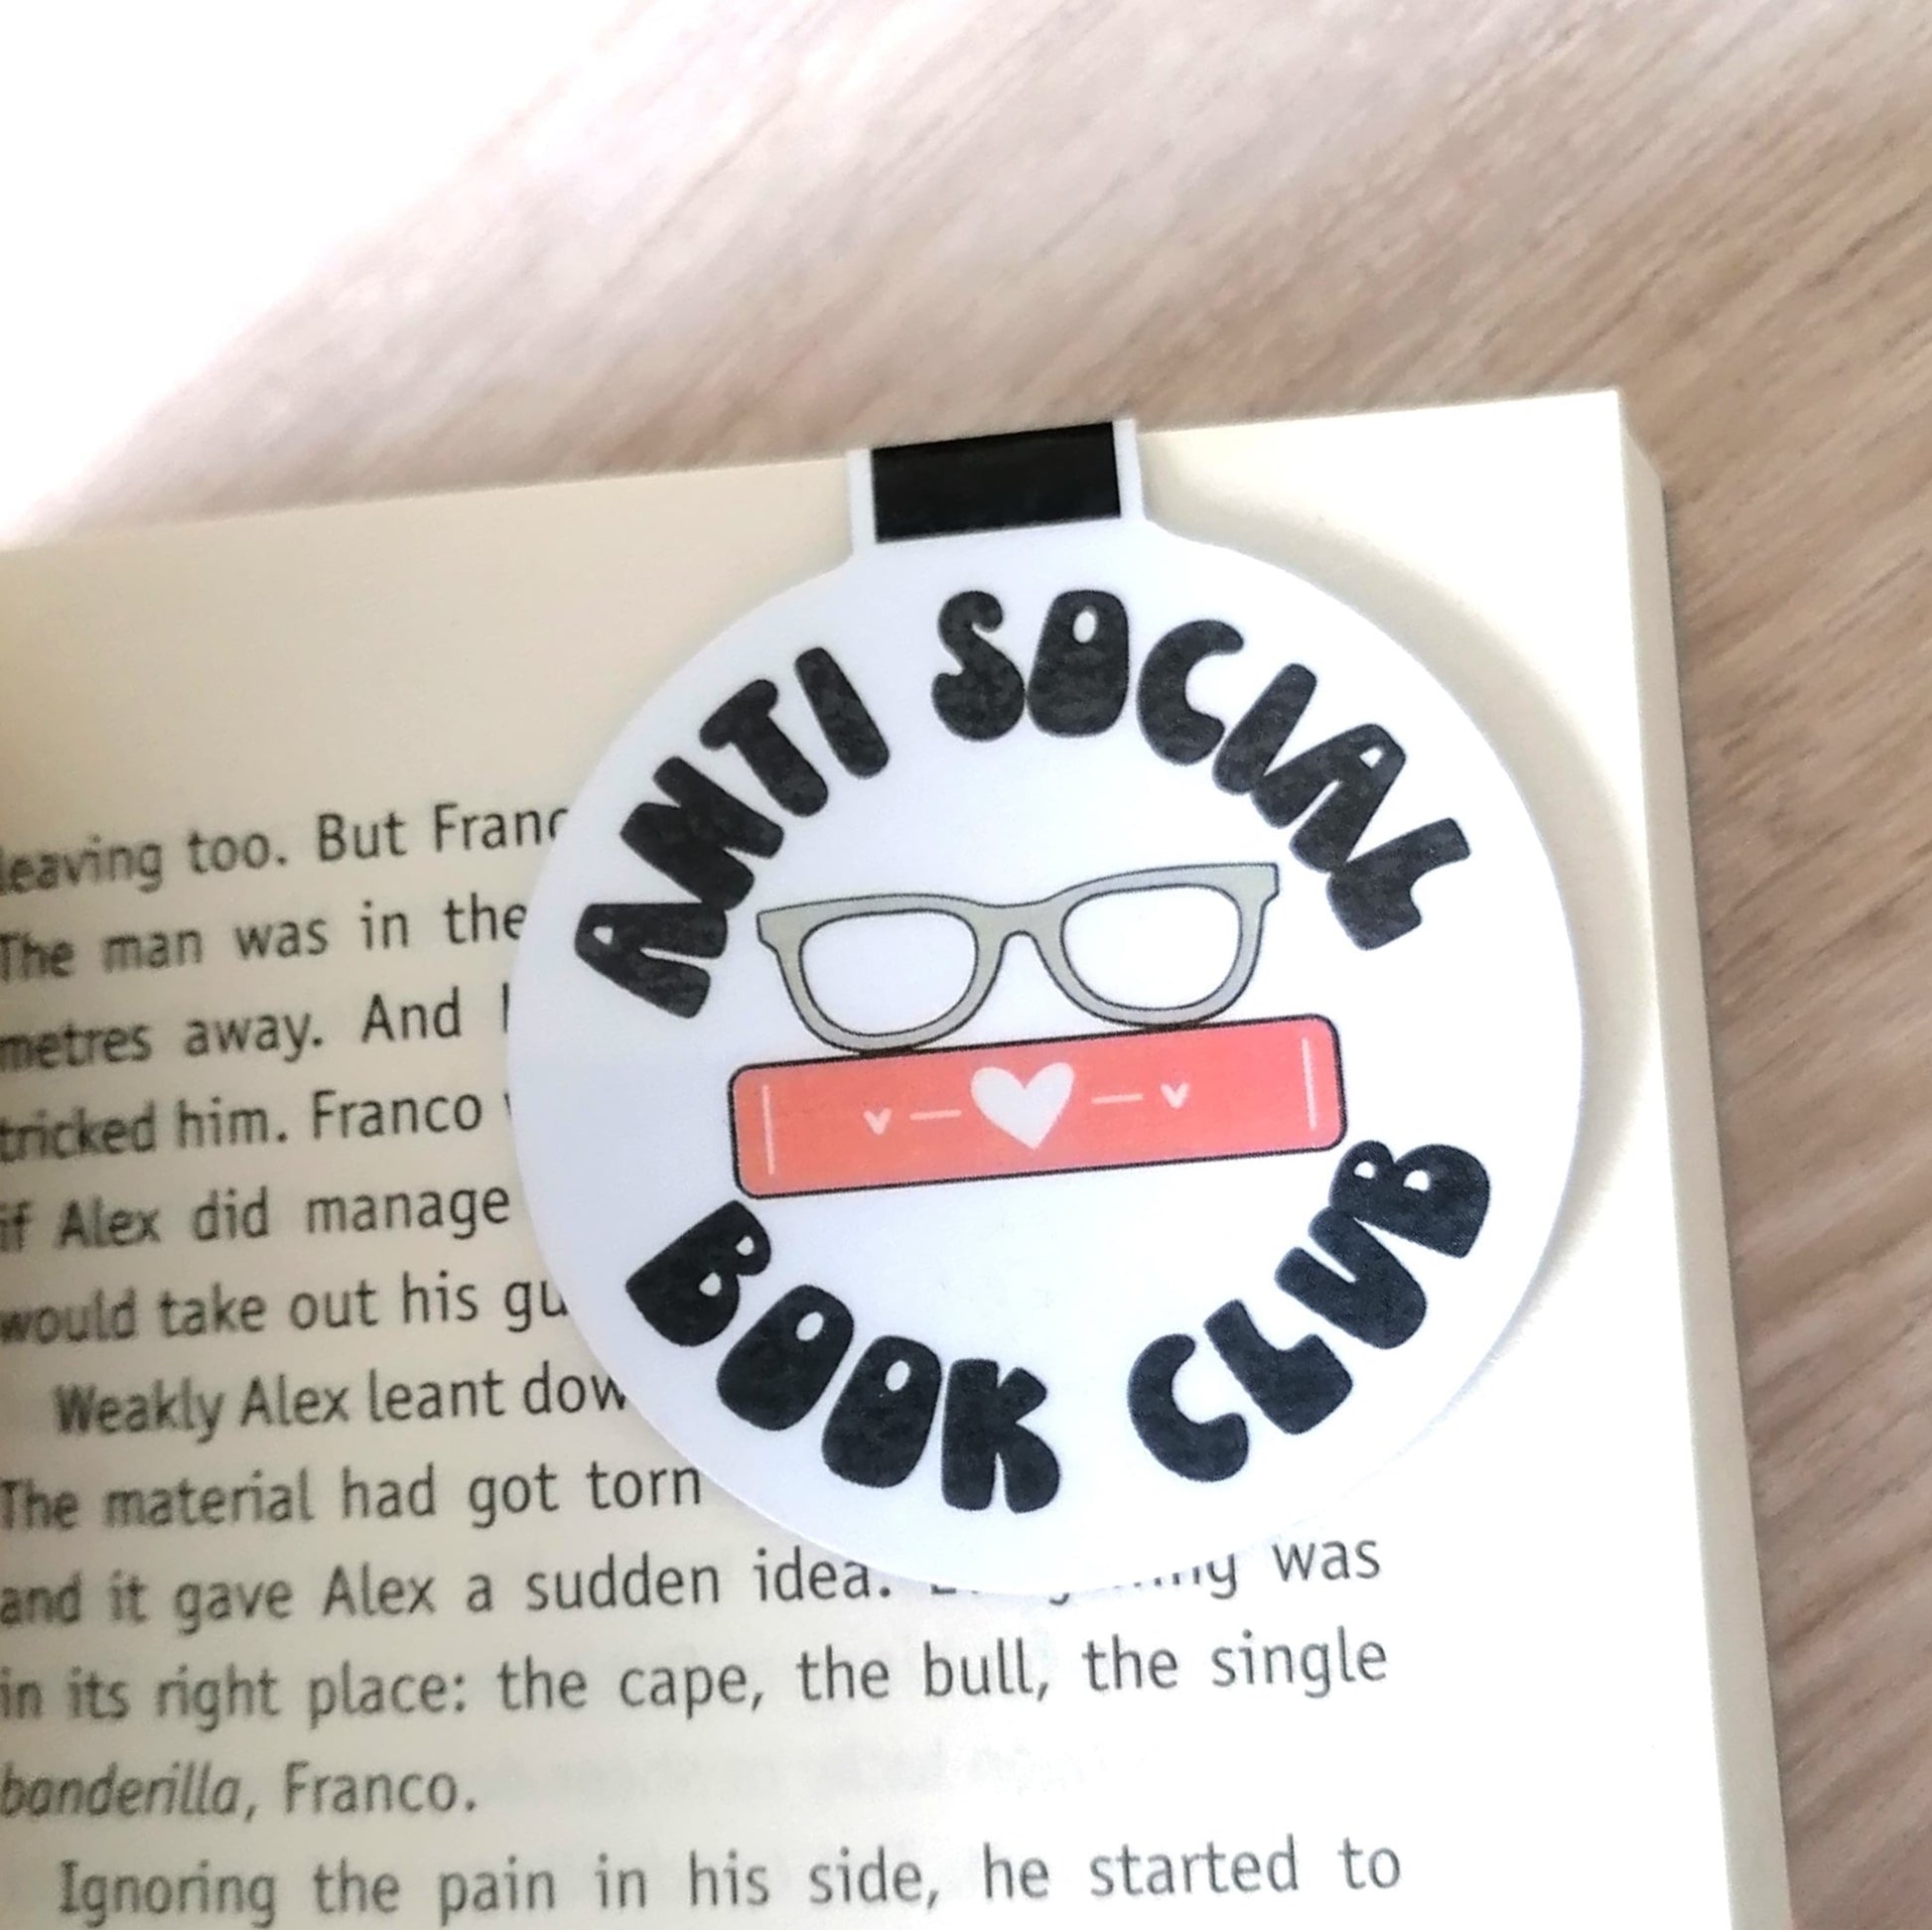 ANTI SOCIAL
BOOK CLUB
leaving too. But
The man was in the
metres away. And
tricked him. Franco
if Alex did manage
would take out his
Weakly Alex leant
The material had got torn
and it gave Alex a sudden idea. was
in its right place: the cape, the bull, the single
banderilla, Franco.
Ignoring the pain in his side, he started to